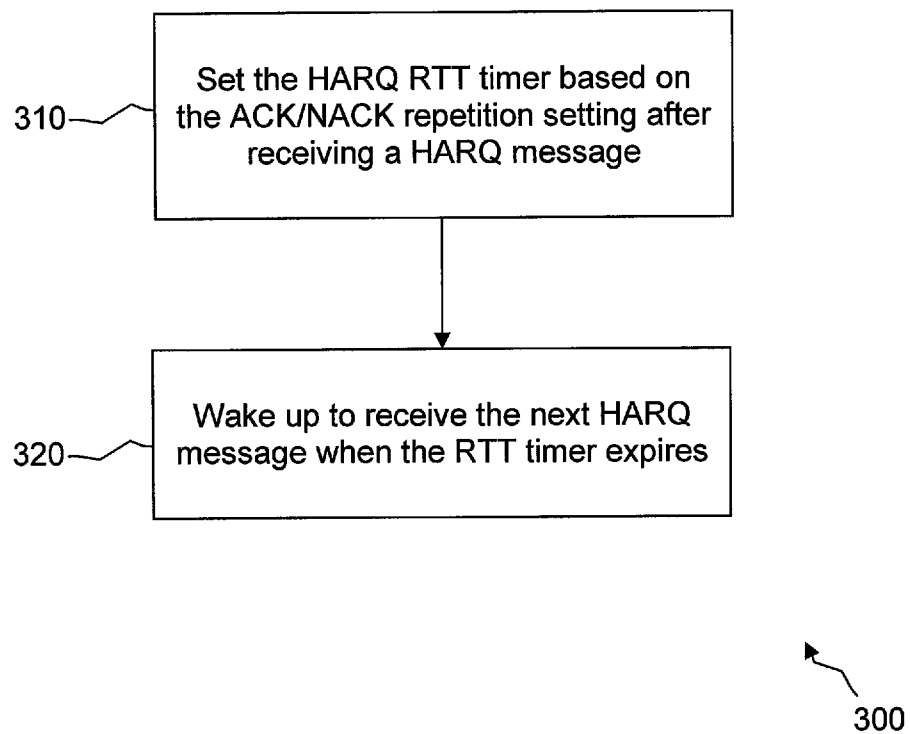 Set the HARQ RTT timer based on
the ACK/NACK repetition setting after
receiving a HARQ message
310
Wake up to receive the next HARQ
message when the RTT timer expires
320
300